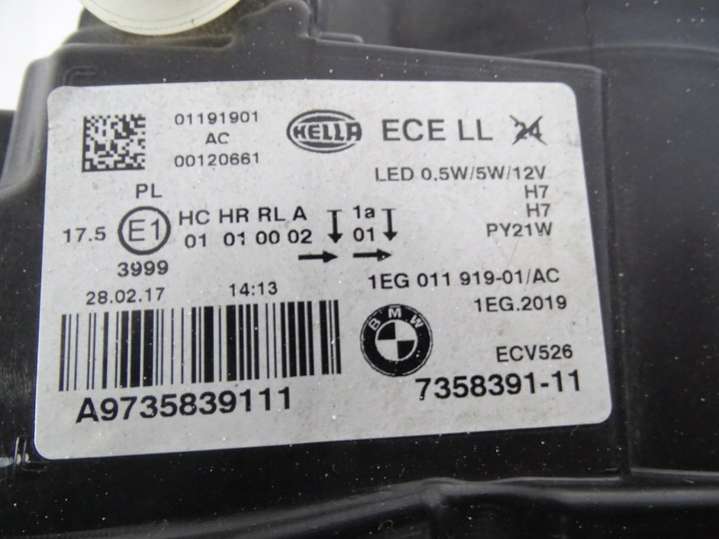 01191901
AC
00120661
HELLA ECE LL 24
LED 0,5W/5W/12V
H7
H7
PY21W
PL
17.5 E1 HC HR RL A 1a
01 01 00 02 01
3999
28.02.17 14:13
1EG 011 919-01/AC
1EG.2019
BMW
ECV526
A9735839111
7358391-11